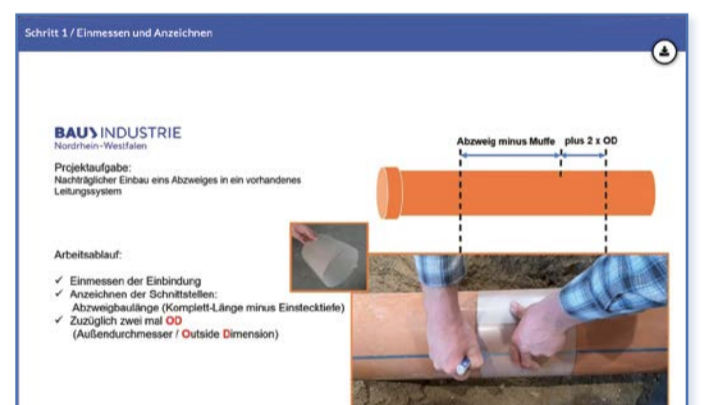 Schritt 1 / Einmessen und Anzeichnen
BAU INDUSTRIE
Nordrhein-Westfalen
Projektaufgabe:
Nachträglicher Einbau eins Abzweiges in ein vorhandenes
Leitungssystem
Arbeitsablauf:
✓ Einmessen der Einbindung
✓ Anzeichnen der Schnittstellen:
Abzweigbaulänge (Komplett-Länge minus Einstecktiefe)
✓ Zuzüglich zwei mal OD
(Außendurchmesser / Outside Dimension)
Abzweig minus Muffe plus 2 x OD